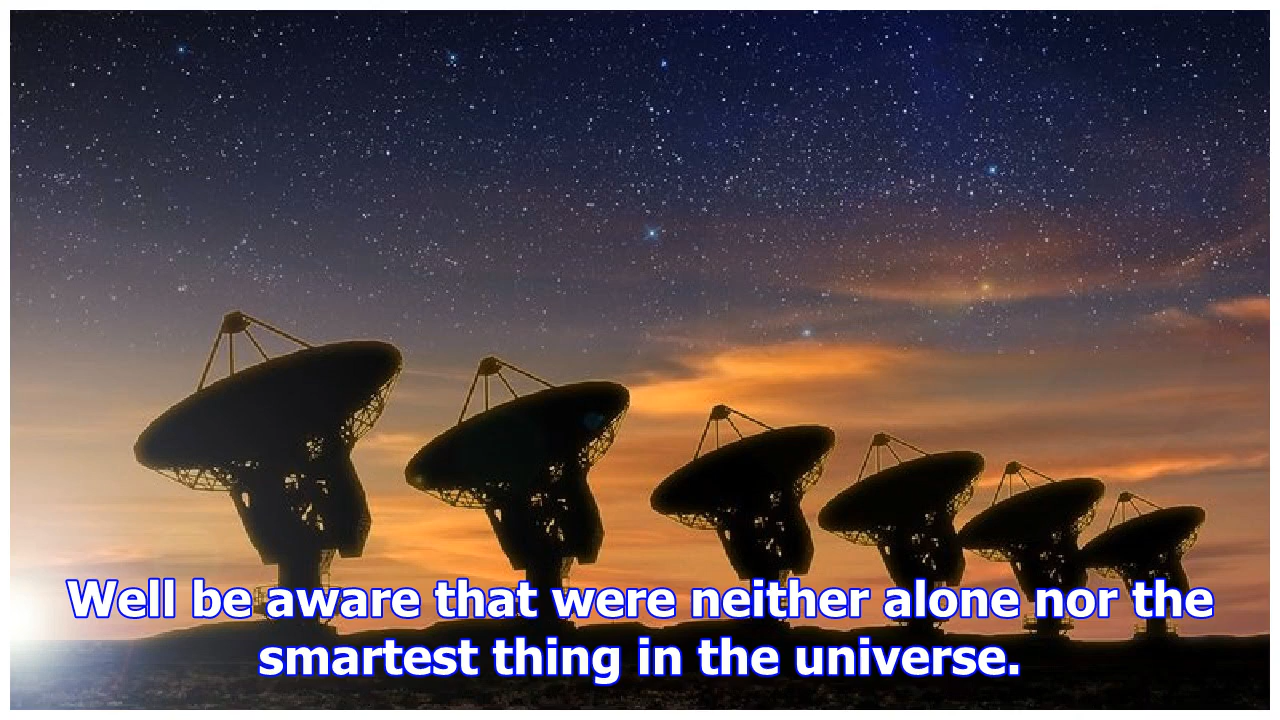 Well be aware that were neither alone nor the
smartest thing in the universe.